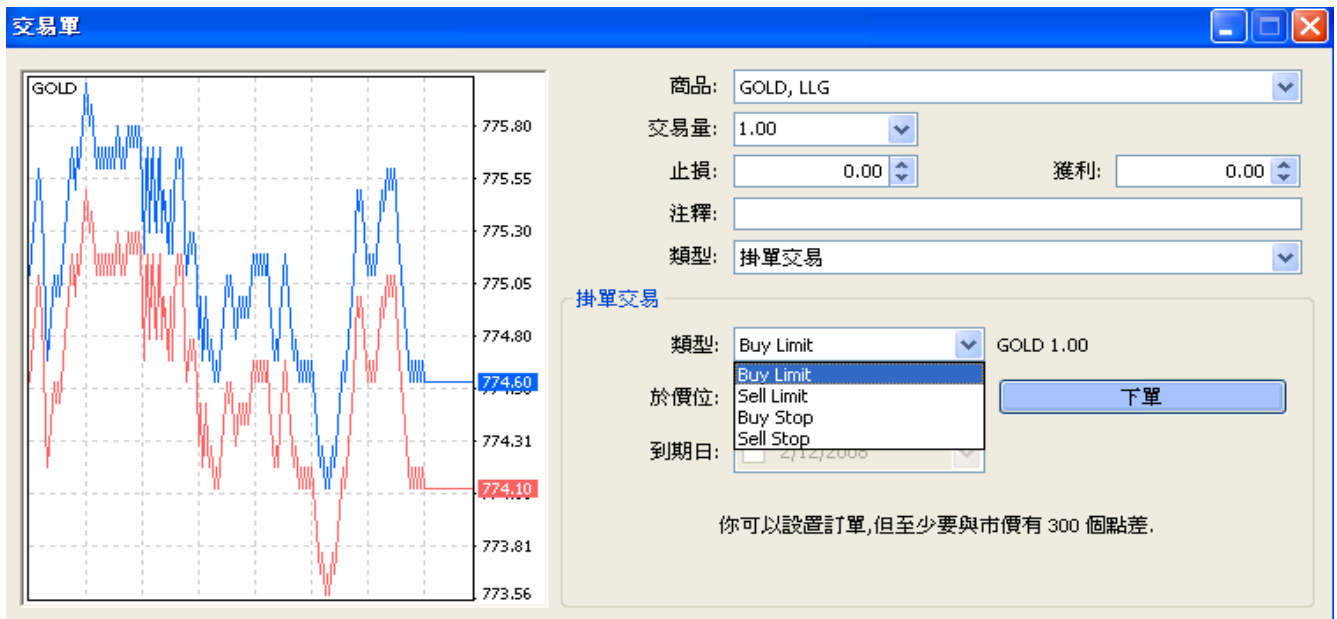 交易單
GOLD
775.80
775.55
775.30
775.05
774.80
774.60
774.31
774.10
773.81
773.56
商品: GOLD, LLG
交易量: 1.00
止損: 0.00 獲利: 0.00
注釋:
類型: 掛單交易
掛單交易
類型: Buy Limit GOLD 1.00
Buy Limit
於價位: Sell Limit 下單
Buy Stop
Sell Stop
到期日: 2/12/2008
你可以設置訂單,但至少要與市價有 300 個點差.